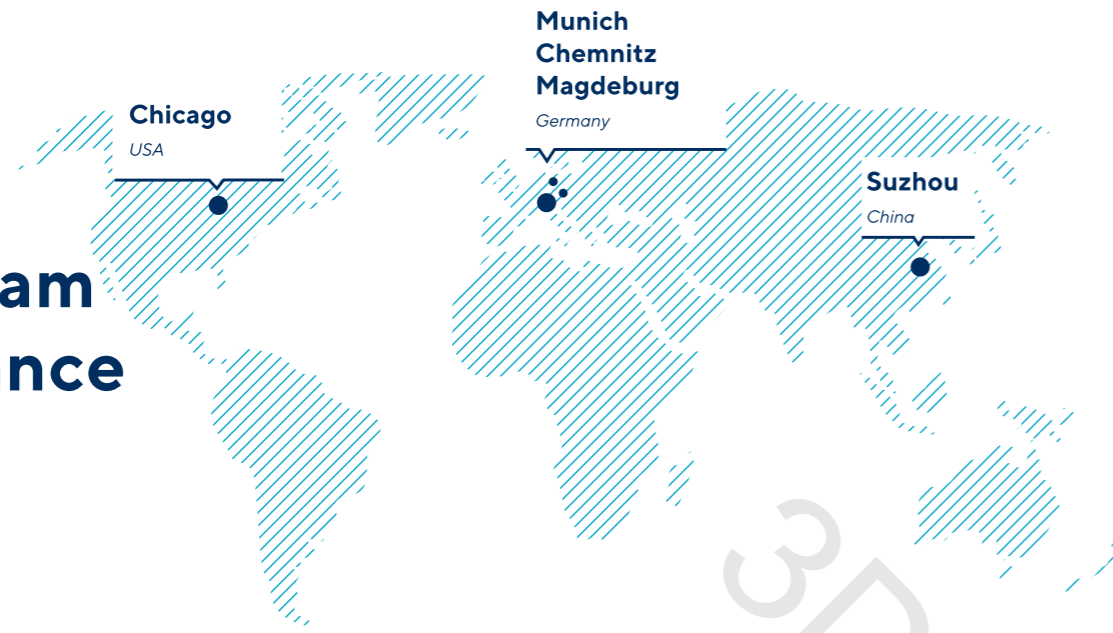 Munich
Chemnitz
Magdeburg
Germany
Chicago
USA
Suzhou
China
am
nce
3D